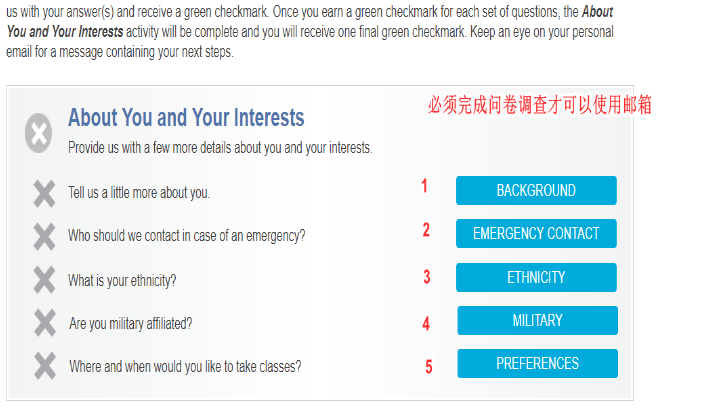 us with your answer(s) and receive a green checkmark. Once you earn a green checkmark for each set of questions, the About
You and Your Interests activity will be complete and you will receive one final green checkmark. Keep an eye on your personal
email for a message containing your next steps.
About You and Your Interests
必须完成问卷调查才可以使用邮箱
Provide us with a few more details about you and your interests.
Tell us a little more about you. 1 BACKGROUND
Who should we contact in case of an emergency? 2 EMERGENCY CONTACT
What is your ethnicity? 3 ETHNICITY
Are you military affiliated? 4 MILITARY
Where and when would you like to take classes? 5 PREFERENCES